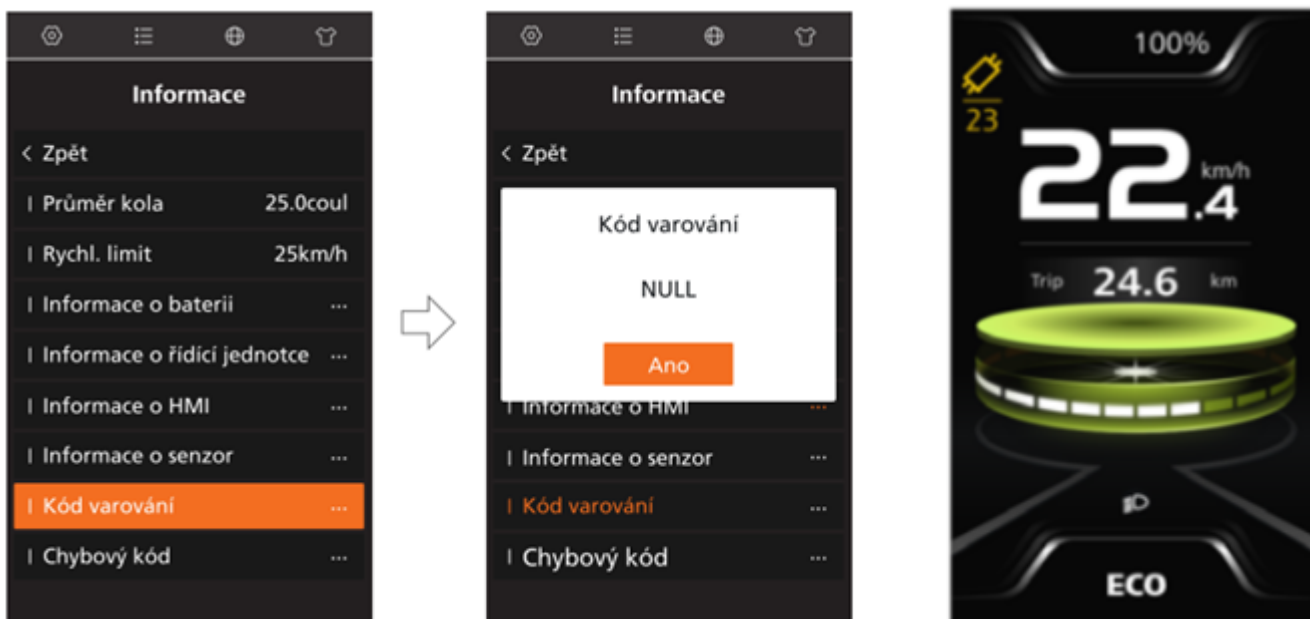 Informace
< Zpět
| Průměr kola 25.0coul
| Rychl. limit 25km/h
| Informace o baterii ...
| Informace o řídící jednotce ...
| Informace o HMI ...
| Informace o senzor ...
| Kód varování ...
| Chybový kód ...
Informace
< Zpět
Kód varování
NULL
Ano
| Informace o HMI ...
| Informace o senzor ...
| Kód varování ...
| Chybový kód ...
100%
23
22.4 km/h
Trip 24.6 km
ECO